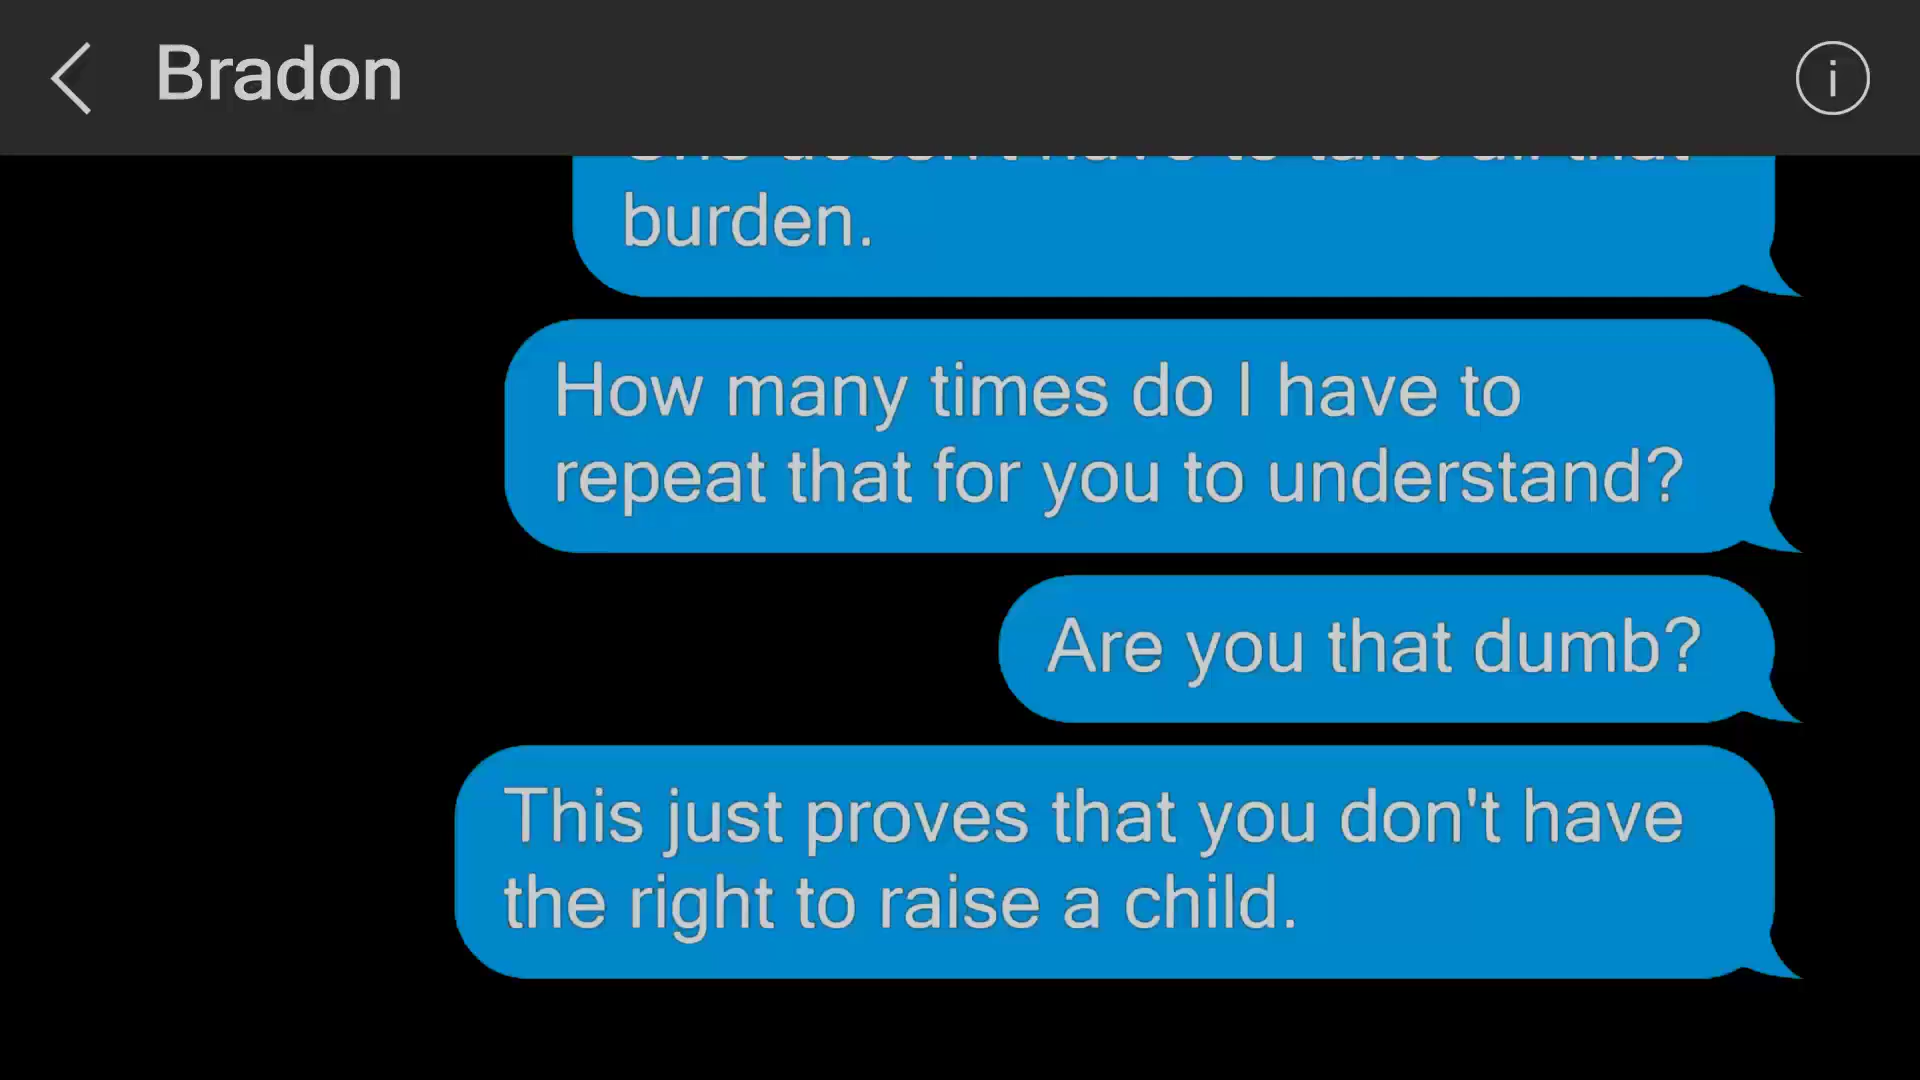 Bradon
burden.
How many times do I have to
repeat that for you to understand?
Are you that dumb?
This just proves that you don't have
the right to raise a child.